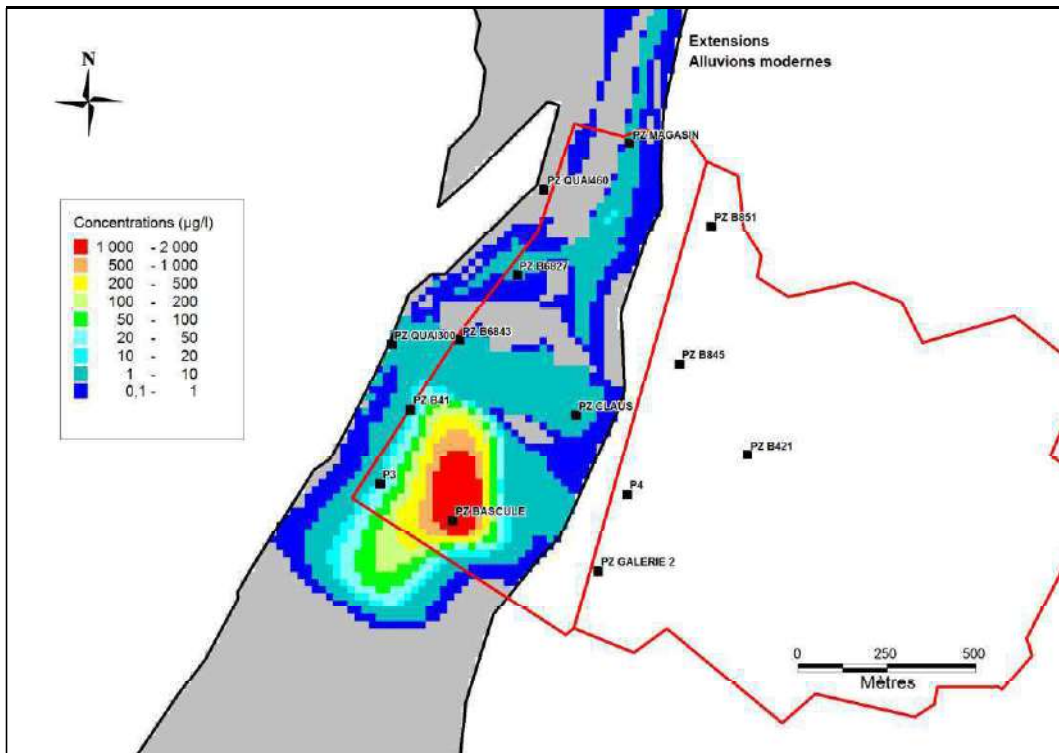 Extensions
Alluvions modernes
N
PZ MAGASIN
PZ QUAI460
PZ B851
Concentrations (µg/l)
1 000 - 2 000
500 - 1 000
200 - 500
100 - 200
50 - 100
20 - 50
10 - 20
1 - 10
0,1 - 1
PZ B6827
PZ QUAI300
PZ B6843
PZ B845
PZ B41
PZ CLAUS
PZ B421
P3
P4
PZ BASCULE
PZ GALERIE 2
0 250 500
Mètres